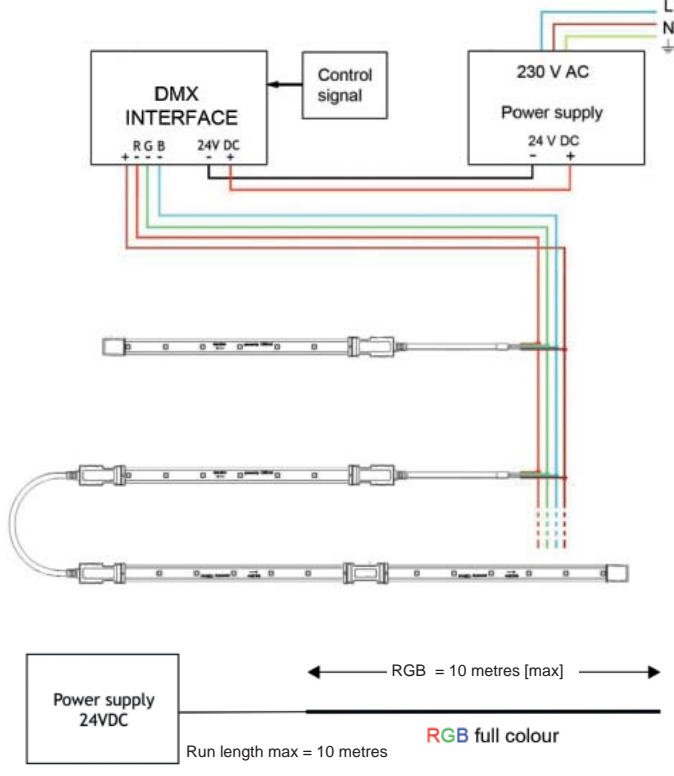 L
N
230 V AC
Power supply
24 V DC
- +
Control
signal
DMX
INTERFACE
R G B 24V DC
+ - - - - +
RGB = 10 metres [max]
Power supply
24VDC
RGB full colour
Run length max = 10 metres